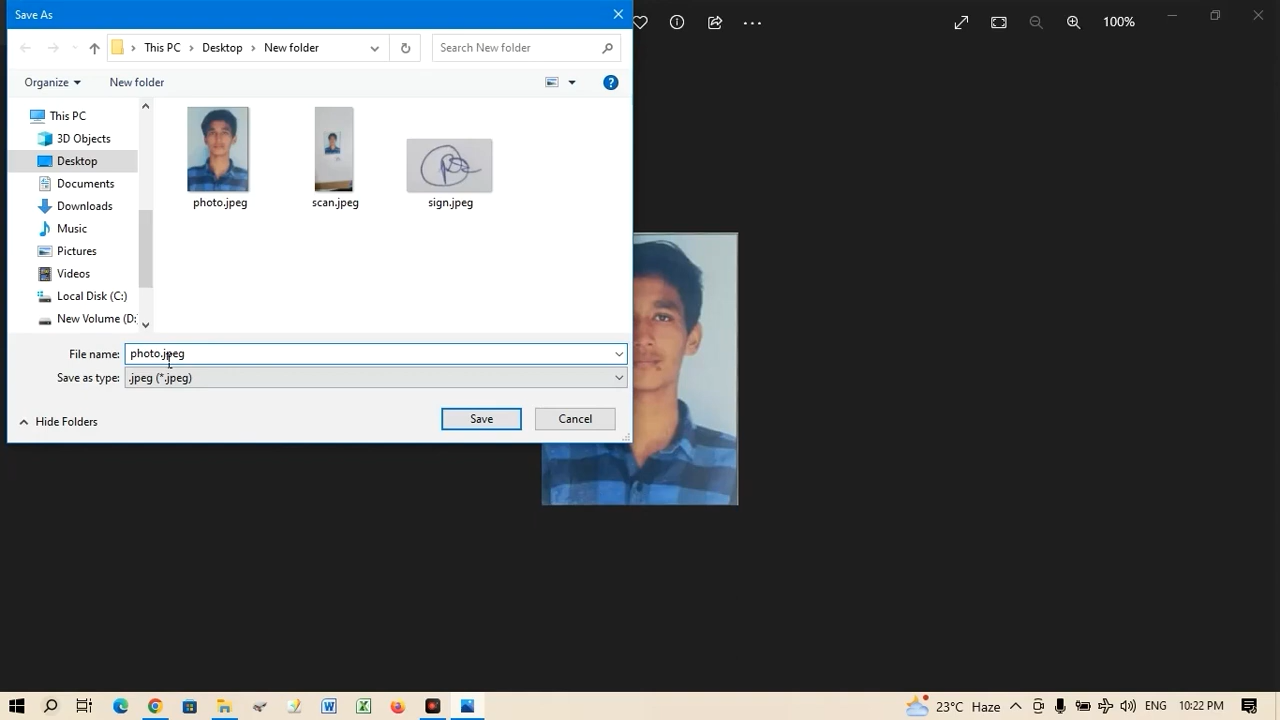 Save As
100%
This PC
Desktop
New folder
Search New folder
Organize
New folder
This PC
3D Objects
Desktop
Documents
Downloads
Music
Pictures
Videos
Local Disk (C:)
New Volume (D:
photo.jpeg
scan.jpeg
sign.jpeg
File name:
photo.jpeg
Save as type:
.jpeg (*.jpeg)
Hide Folders
Save
Cancel
23°C Haze
ENG
10:22 PM